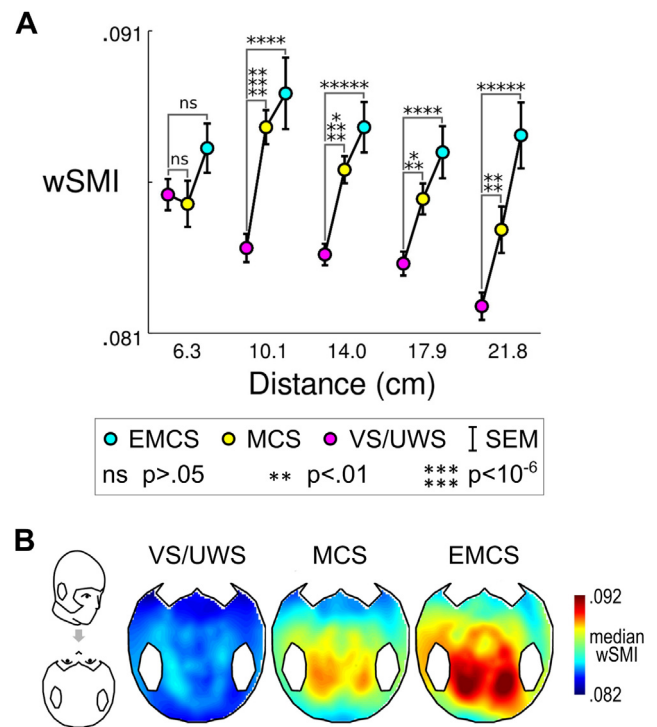 A
.091
wSMI
.081
ns
ns
****
**
**
**
*****
*
**
**
****
*
**
*****
**
**
6.3 10.1 14.0 17.9 21.8
Distance (cm)
EMCS MCS VS/UWS SEM
ns p>.05 ** p<.01 *** p<10⁻⁶
***
B
VS/UWS MCS EMCS
.092
median
wSMI
.082